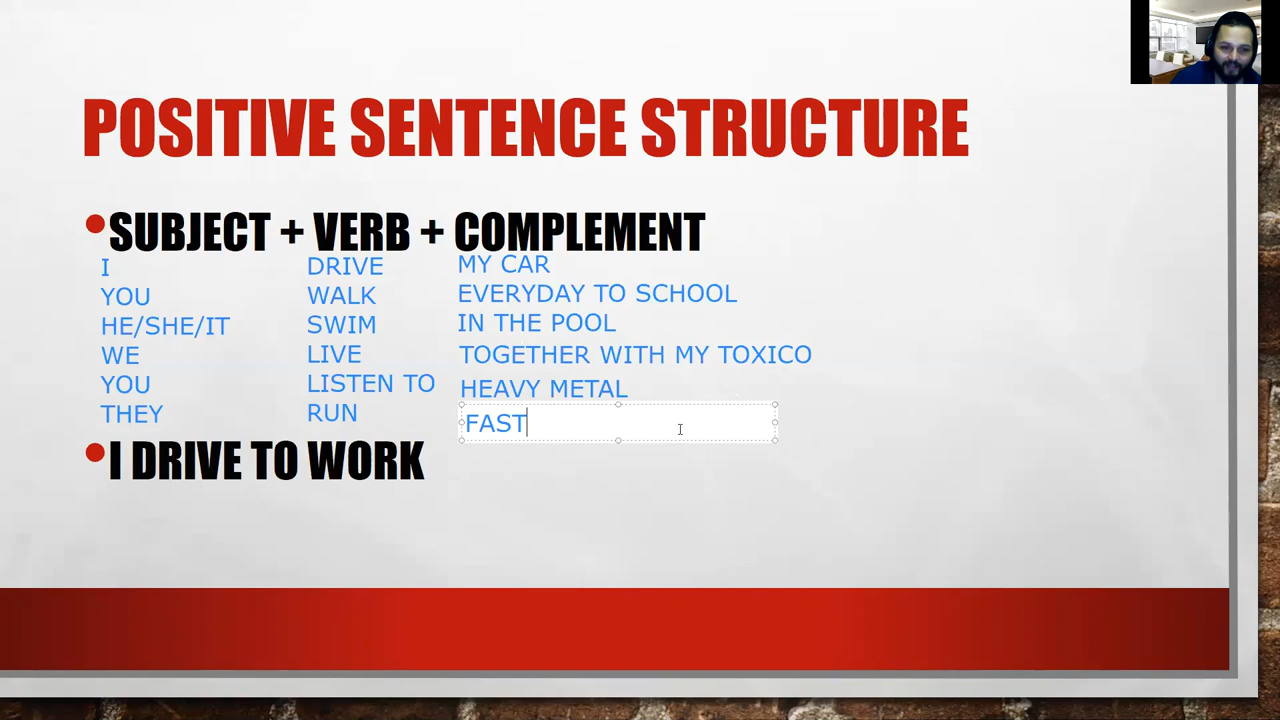 POSITIVE SENTENCE STRUCTURE
SUBJECT + VERB + COMPLEMENT
I DRIVE MY CAR
YOU WALK EVERYDAY TO SCHOOL
HE/SHE/IT SWIM IN THE POOL
WE LIVE TOGETHER WITH MY TOXICO
YOU LISTEN TO HEAVY METAL
THEY RUN FAST
I DRIVE TO WORK